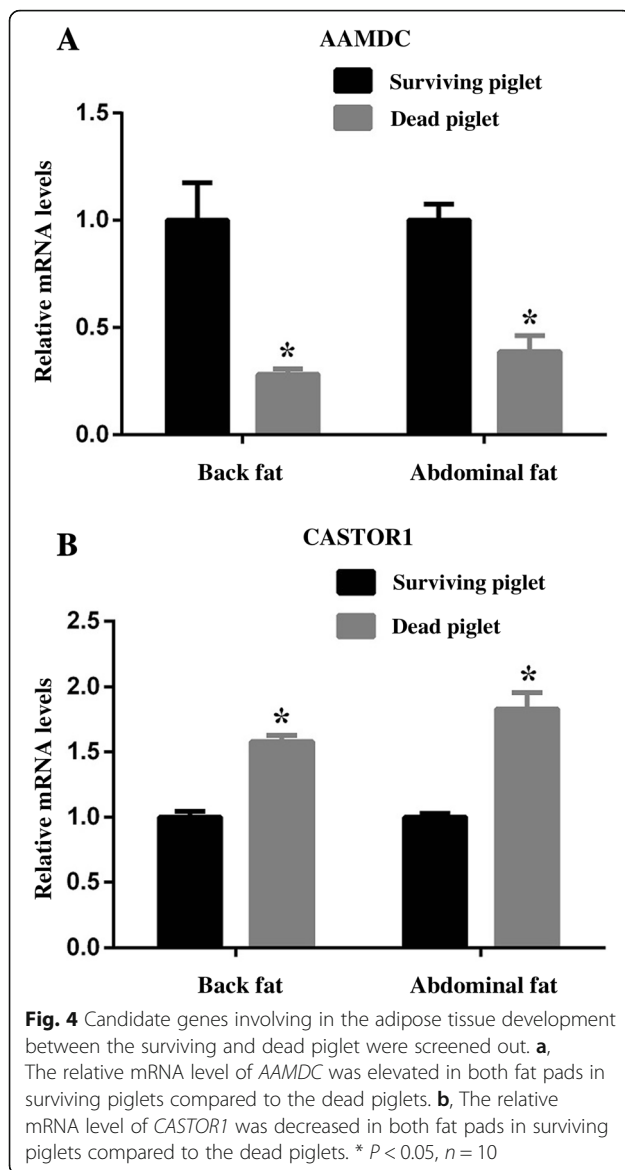 A
AAMDC
Surviving piglet
Dead piglet
Relative mRNA levels
1.5
1.0
0.5
0.0
*
*
Back fat
Abdominal fat
B
CASTOR1
Surviving piglet
Dead piglet
Relative mRNA levels
2.5
2.0
1.5
1.0
0.5
0.0
*
*
Back fat
Abdominal fat
Fig. 4 Candidate genes involving in the adipose tissue development
between the surviving and dead piglet were screened out. a,
The relative mRNA level of AAMDC was elevated in both fat pads in
surviving piglets compared to the dead piglets. b, The relative
mRNA level of CASTOR1 was decreased in both fat pads in surviving
piglets compared to the dead piglets. * P < 0.05, n = 10